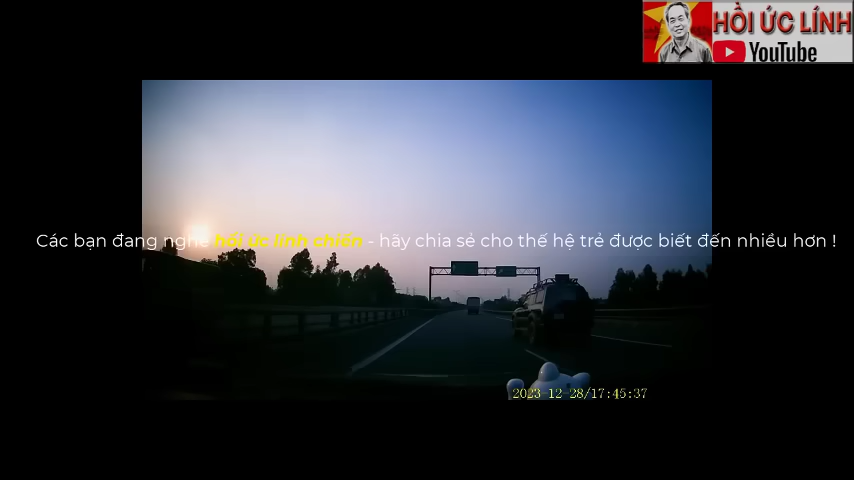 HỒI ỨC LÍNH
YouTube
Các bạn đang nghe hồi ức lính chiến - hãy chia sẻ cho thế hệ trẻ được biết đến nhiều hơn !
2023-12-28/17:45:37